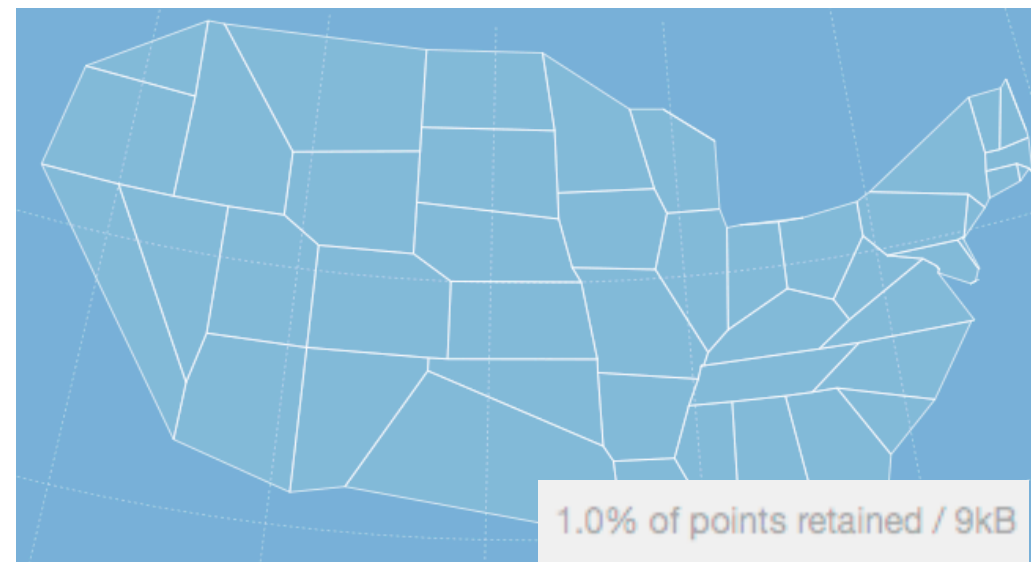 1.0% of points retained / 9kB